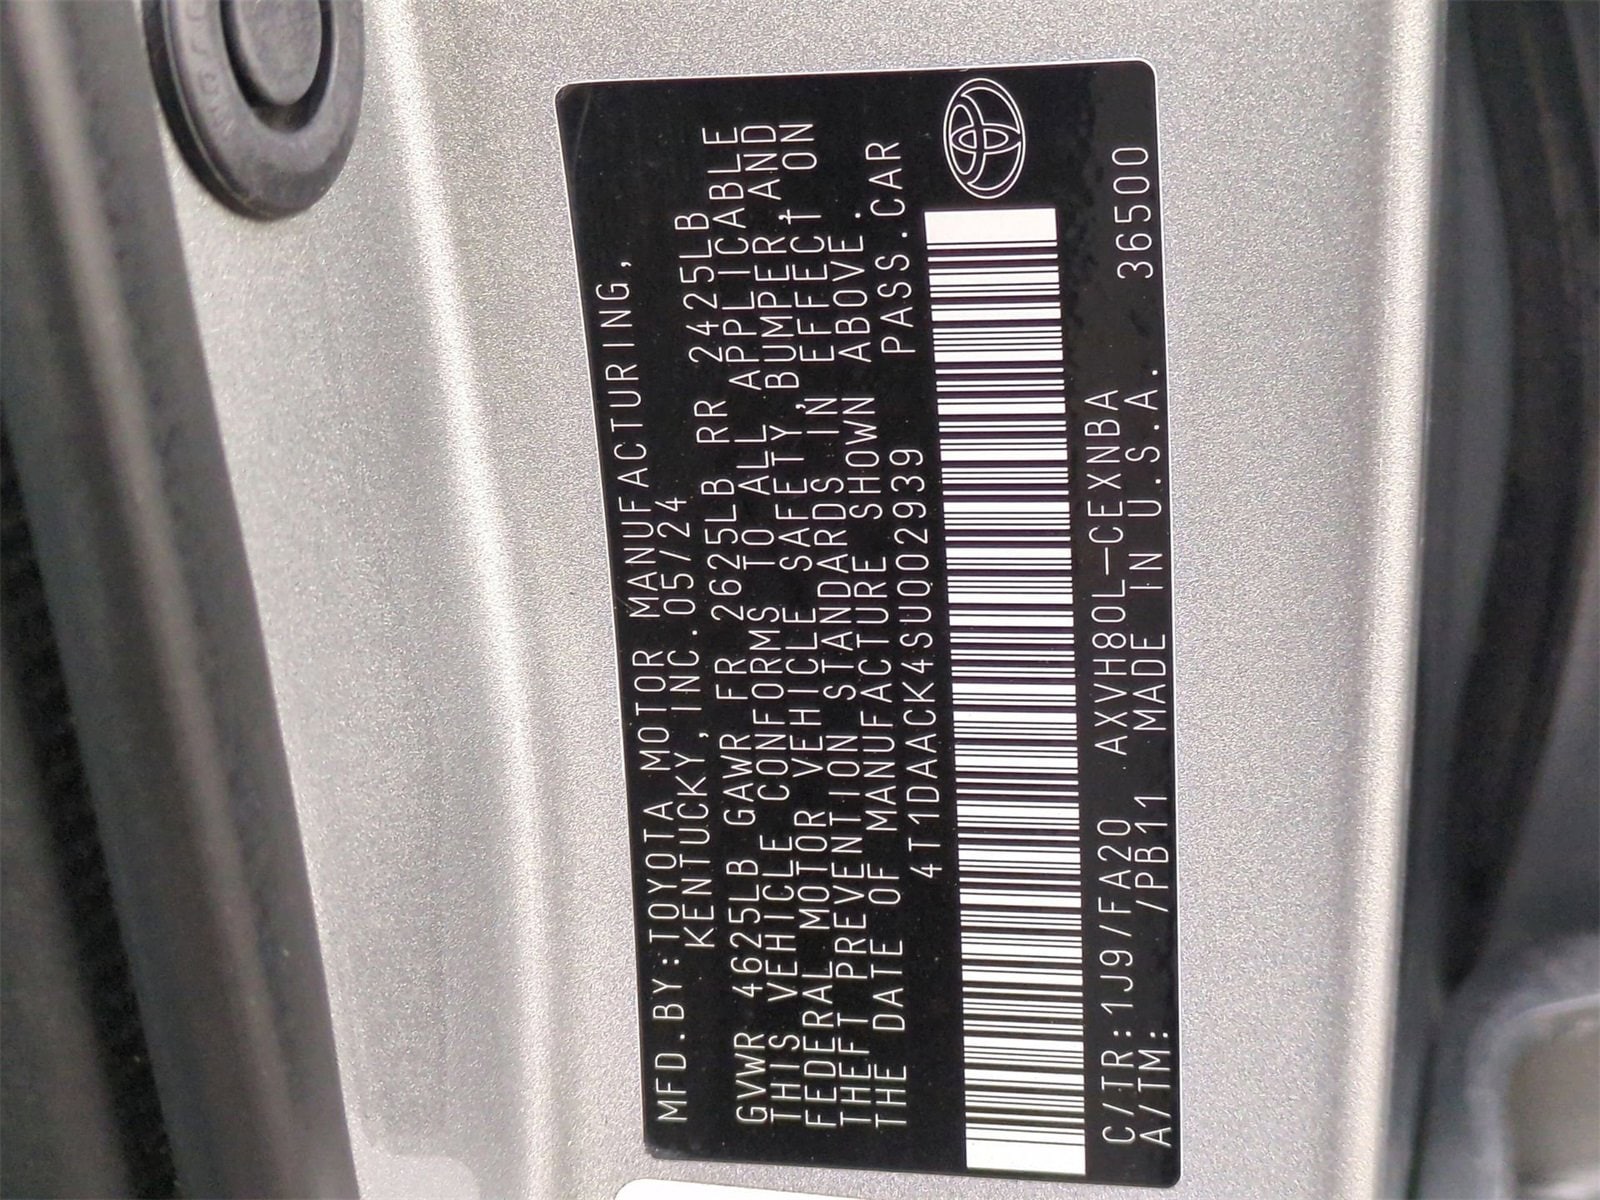 MFD.BY:TOYOTA MOTOR MANUFACTURING,
KENTUCKY,INC.05/24
GVWR 4625LB GAWR FR 2625LB RR 2425LB
THIS VEHICLE CONFORMS TO ALL APPLICABLE
FEDERAL MOTOR VEHICLE SAFETY,BUMPER,AND
THEFT PREVENTION STANDARDS IN EFFECT ON
THE DATE OF MANUFACTURE SHOWN ABOVE.
4T1DAACK4SU002939 PASS.CAR
C/TR:1J9/FA20 AXVH80L-CEXNBA 36500
A/TM: /PB11 MADE IN U.S.A.